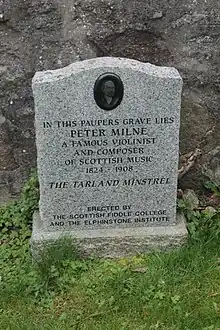 IN THIS PAUPERS GRAVE LIES
PETER MILNE
A FAMOUS VIOLINIST
AND COMPOSER
OF SCOTTISH MUSIC
1824 - 1908
THE TARLAND MINSTREL
ERECTED BY
THE SCOTTISH FIDDLE COLLEGE
AND THE ELPHINSTONE INSTITUTE